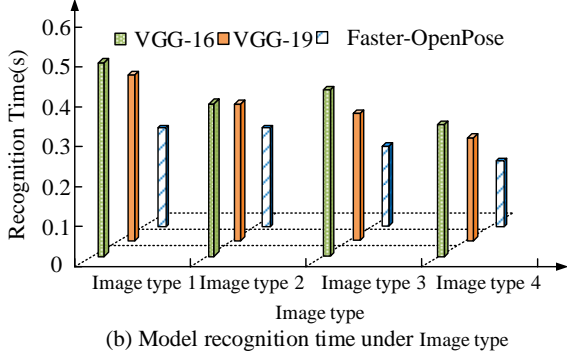 VGG-16 VGG-19 Faster-OpenPose
Recognition Time(s)
0.6
0.5
0.4
0.3
0.2
0.1
0
Image type 1 Image type 2 Image type 3 Image type 4
Image type
(b) Model recognition time under Image type